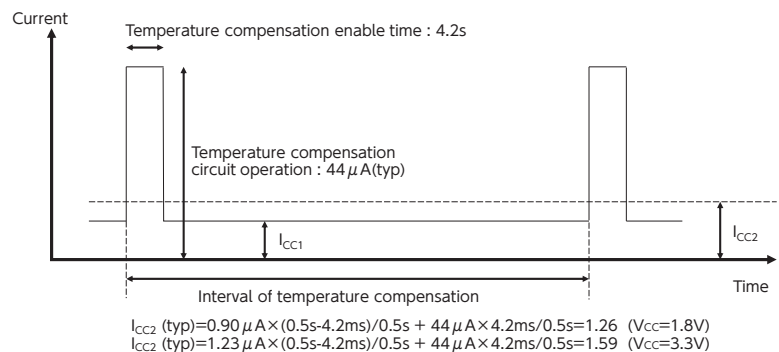 Current
Temperature compensation enable time : 4.2s
Temperature compensation
circuit operation : 44μA(typ)
ICC1
ICC2
Time
Interval of temperature compensation
ICC2 (typ)=0.90μA×(0.5s-4.2ms)/0.5s + 44μA×4.2ms/0.5s=1.26 (VCC=1.8V)
ICC2 (typ)=1.23μA×(0.5s-4.2ms)/0.5s + 44μA×4.2ms/0.5s=1.59 (VCC=3.3V)